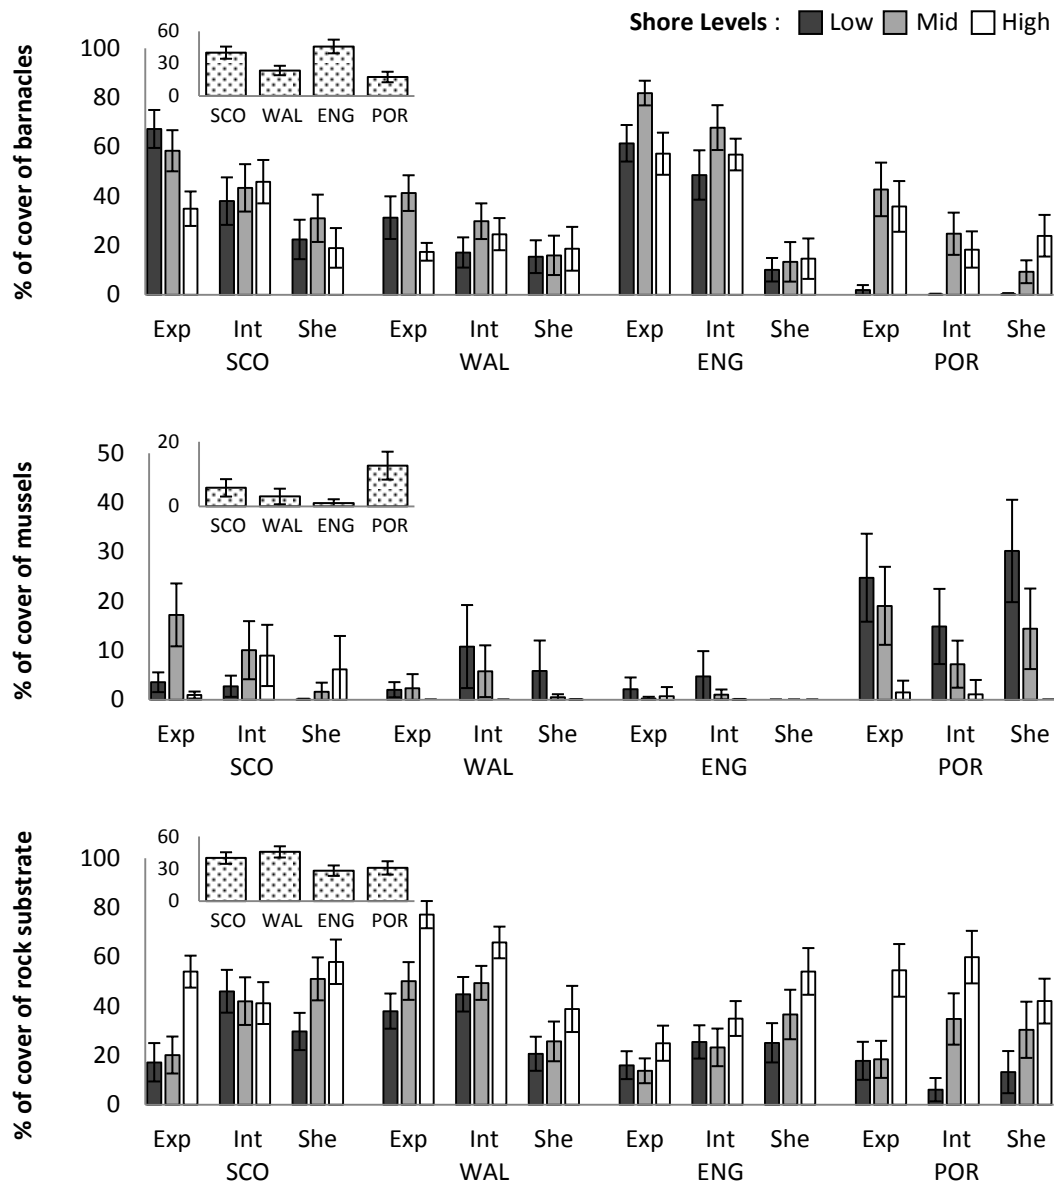 Shore Levels : Low Mid High
% of cover of barnacles
100
80
60
40
20
0
60
30
0
SCO WAL ENG POR
Exp Int She Exp Int She Exp Int She Exp Int She
SCO WAL ENG POR
% of cover of mussels
50
40
30
20
10
0
20
0
SCO WAL ENG POR
Exp Int She Exp Int She Exp Int She Exp Int She
SCO WAL ENG POR
% of cover of rock substrate
100
80
60
40
20
0
60
30
0
SCO WAL ENG POR
Exp Int She Exp Int She Exp Int She Exp Int She
SCO WAL ENG POR